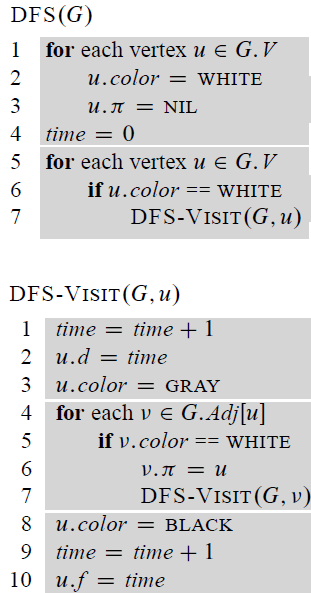 DFS(G)
1 for each vertex u ∈ G.V
2 u.color = WHITE
3 u.π = NIL
4 time = 0
5 for each vertex u ∈ G.V
6 if u.color == WHITE
7 DFS-VISIT(G, u)
DFS-VISIT(G, u)
1 time = time + 1
2 u.d = time
3 u.color = GRAY
4 for each v ∈ G.Adj[u]
5 if v.color == WHITE
6 v.π = u
7 DFS-VISIT(G, v)
8 u.color = BLACK
9 time = time + 1
10 u.f = time